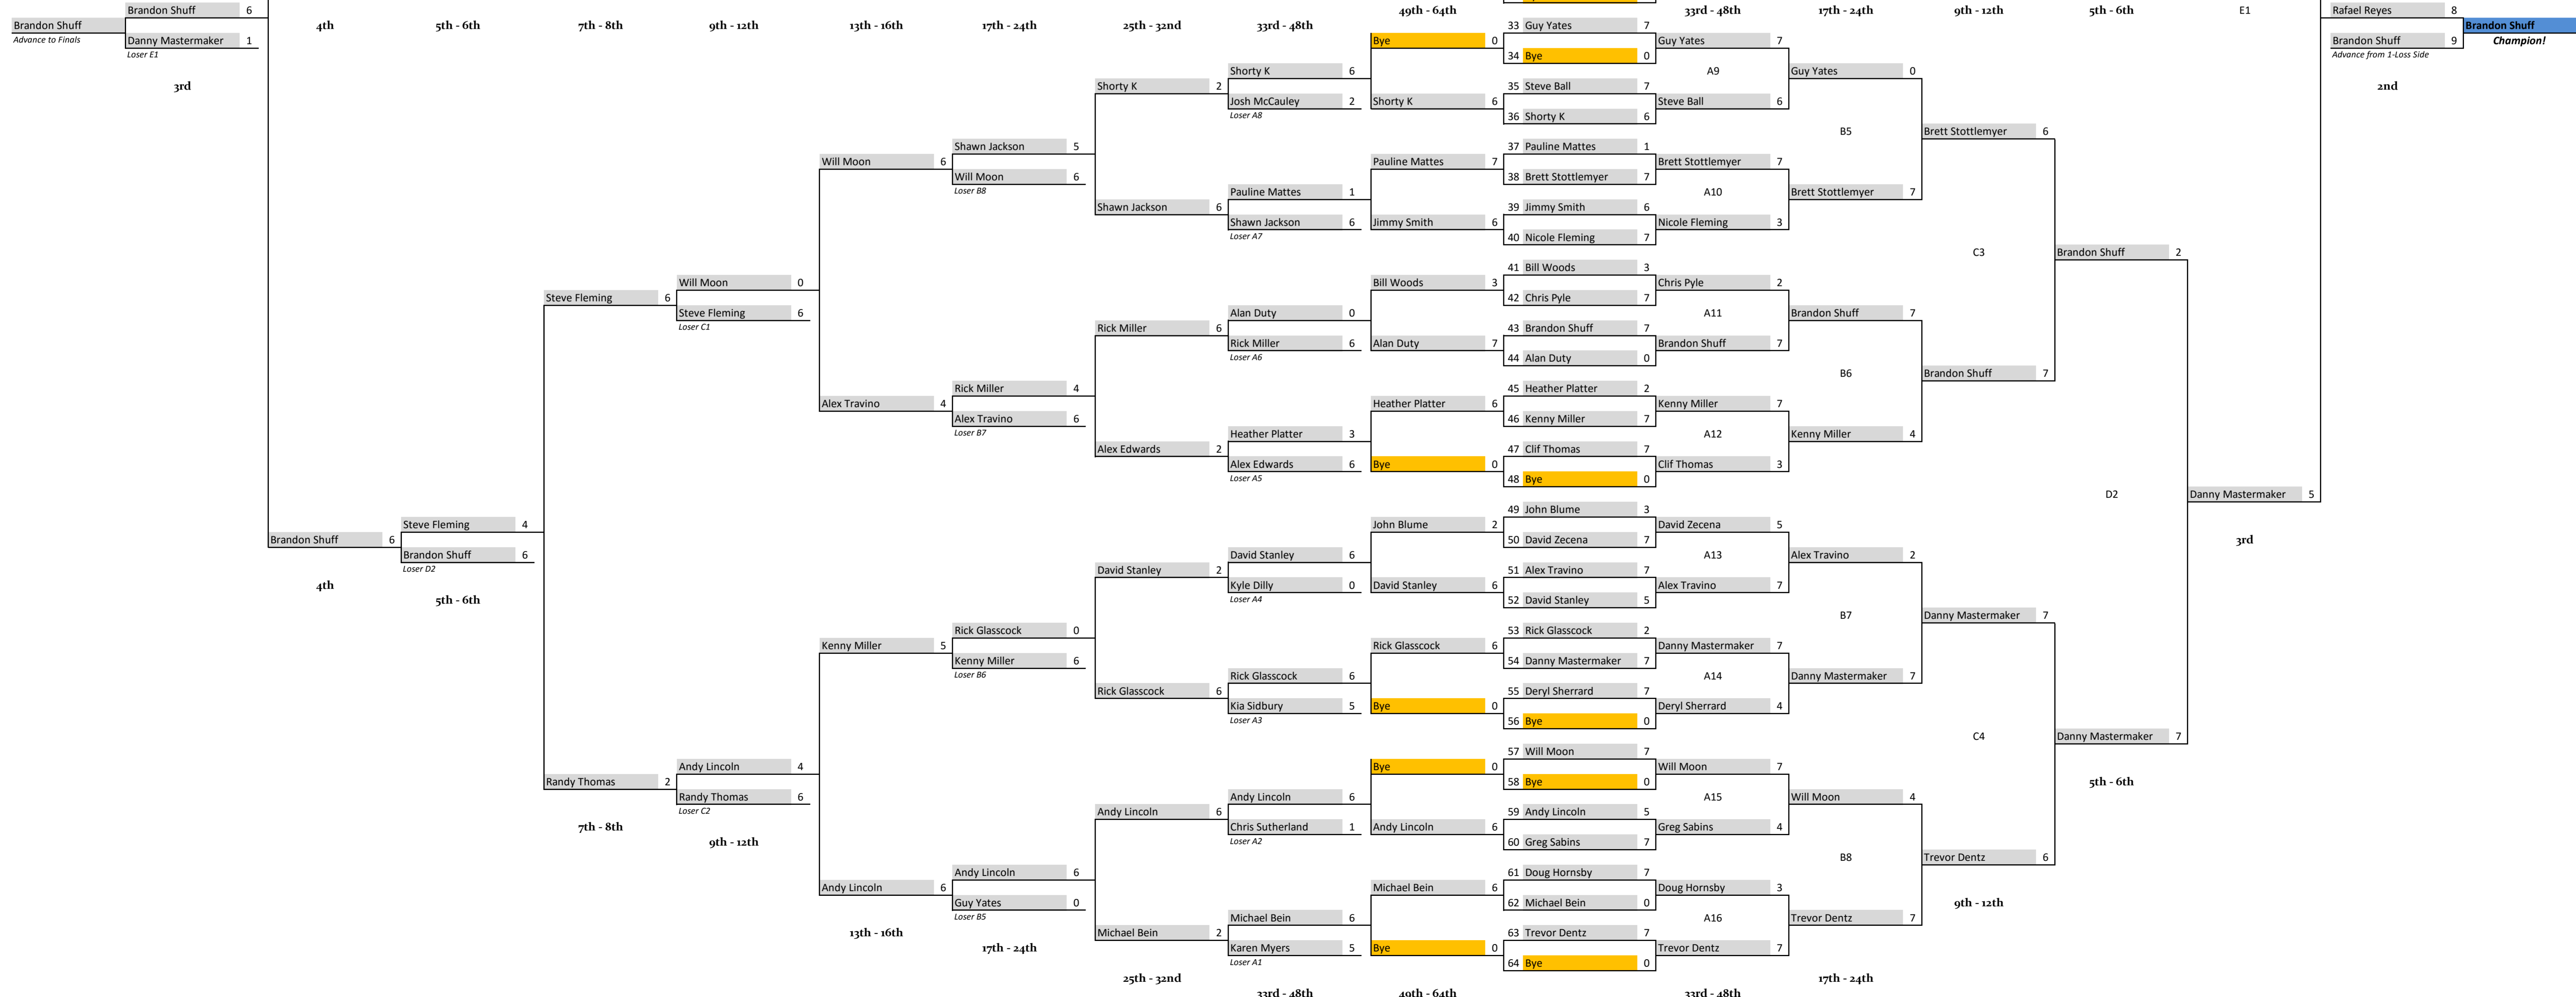 Brandon Shuff 6
Brandon Shuff
Advance to Finals
Danny Mastermaker 1
Loser E1
3rd
4th
Brandon Shuff 6
4th
5th - 6th
Steve Fleming 4
Brandon Shuff 6
Loser D2
5th - 6th
7th - 8th
Steve Fleming 6
Randy Thomas 2
7th - 8th
9th - 12th
Will Moon 0
Steve Fleming 6
Loser C1
Andy Lincoln 4
Randy Thomas 6
Loser C2
9th - 12th
13th - 16th
Will Moon 6
Alex Travino 4
Kenny Miller 5
Andy Lincoln 6
13th - 16th
17th - 24th
Shawn Jackson 5
Will Moon 6
Loser B8
Rick Miller 4
Alex Travino 6
Loser B7
Rick Glasscock 0
Kenny Miller 6
Loser B6
Andy Lincoln 6
Guy Yates 0
Loser B5
17th - 24th
25th - 32nd
Shorty K 2
Shawn Jackson 6
Rick Miller 6
Alex Edwards 2
David Stanley 2
Rick Glasscock 6
Andy Lincoln 6
Michael Bein 2
25th - 32nd
33rd - 48th
Shorty K 6
Josh McCauley 2
Loser A8
Pauline Mattes 1
Shawn Jackson 6
Loser A7
Alan Duty 0
Rick Miller 6
Loser A6
Heather Platter 3
Alex Edwards 6
Loser A5
David Stanley 6
Kyle Dilly 0
Loser A4
Rick Glasscock 6
Kia Sidbury 5
Loser A3
Andy Lincoln 6
Chris Sutherland 1
Loser A2
Michael Bein 6
Karen Myers 5
Loser A1
33rd - 48th
49th - 64th
Bye 0
Shorty K 6
Pauline Mattes 7
Jimmy Smith 6
Bill Woods 3
Alan Duty 7
Heather Platter 6
Bye 0
John Blume 2
David Stanley 6
Rick Glasscock 6
Bye 0
Bye 0
Andy Lincoln 6
Michael Bein 6
Bye 0
49th - 64th
33 Guy Yates 7
34 Bye 0
35 Steve Ball 7
36 Shorty K 6
37 Pauline Mattes 1
38 Brett Stottlemyer 7
39 Jimmy Smith 6
40 Nicole Fleming 7
41 Bill Woods 3
42 Chris Pyle 7
43 Brandon Shuff 7
44 Alan Duty 0
45 Heather Platter 2
46 Kenny Miller 7
47 Clif Thomas 7
48 Bye 0
49 John Blume 3
50 David Zecena 7
51 Alex Travino 7
52 David Stanley 5
53 Rick Glasscock 2
54 Danny Mastermaker 7
55 Deryl Sherrard 7
56 Bye 0
57 Will Moon 7
58 Bye 0
59 Andy Lincoln 5
60 Greg Sabins 7
61 Doug Hornsby 7
62 Michael Bein 0
63 Trevor Dentz 7
64 Bye 0
33rd - 48th
Guy Yates 7
A9
Steve Ball 6
Brett Stottlemyer 7
A10
Nicole Fleming 3
Chris Pyle 2
A11
Brandon Shuff 7
Kenny Miller 7
A12
Clif Thomas 3
David Zecena 5
A13
Alex Travino 7
Danny Mastermaker 7
A14
Deryl Sherrard 4
Will Moon 7
A15
Greg Sabins 4
Doug Hornsby 3
A16
Trevor Dentz 7
33rd - 48th
17th - 24th
Guy Yates 0
B5
Brett Stottlemyer 7
Brandon Shuff 7
B6
Kenny Miller 4
Alex Travino 2
B7
Danny Mastermaker 7
Will Moon 4
B8
Trevor Dentz 7
17th - 24th
9th - 12th
Brett Stottlemyer 6
C3
Brandon Shuff 7
Danny Mastermaker 7
C4
Trevor Dentz 6
9th - 12th
5th - 6th
Brandon Shuff 2
D2
Danny Mastermaker 7
5th - 6th
E1
Danny Mastermaker 5
3rd
Rafael Reyes 8
Brandon Shuff 9
Advance from 1-Loss Side
2nd
Brandon Shuff
Champion!